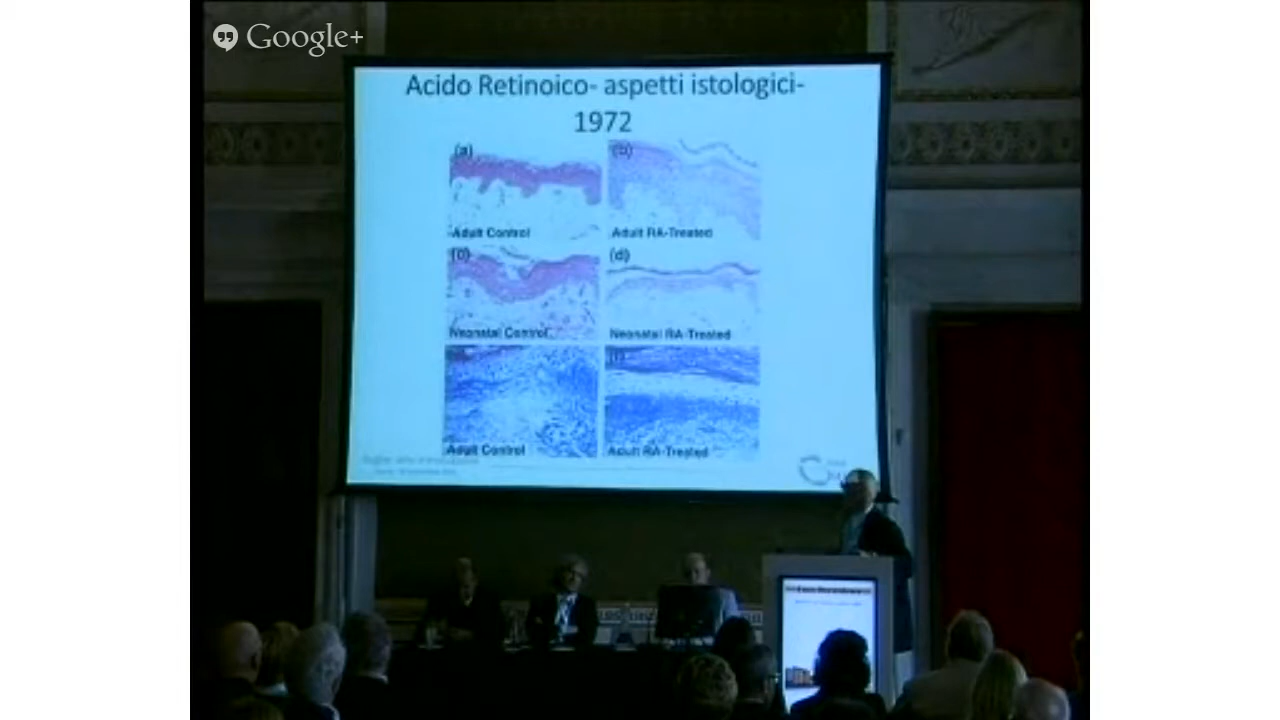 Google+
Acido Retinoico- aspetti istologici-
1972
(a)
(b)
Adult Control
Adult RA-Treated
(c)
(d)
Neonatal Control
Neonatal RA-Treated
(f)
Adult Control
Adult RA-Treated